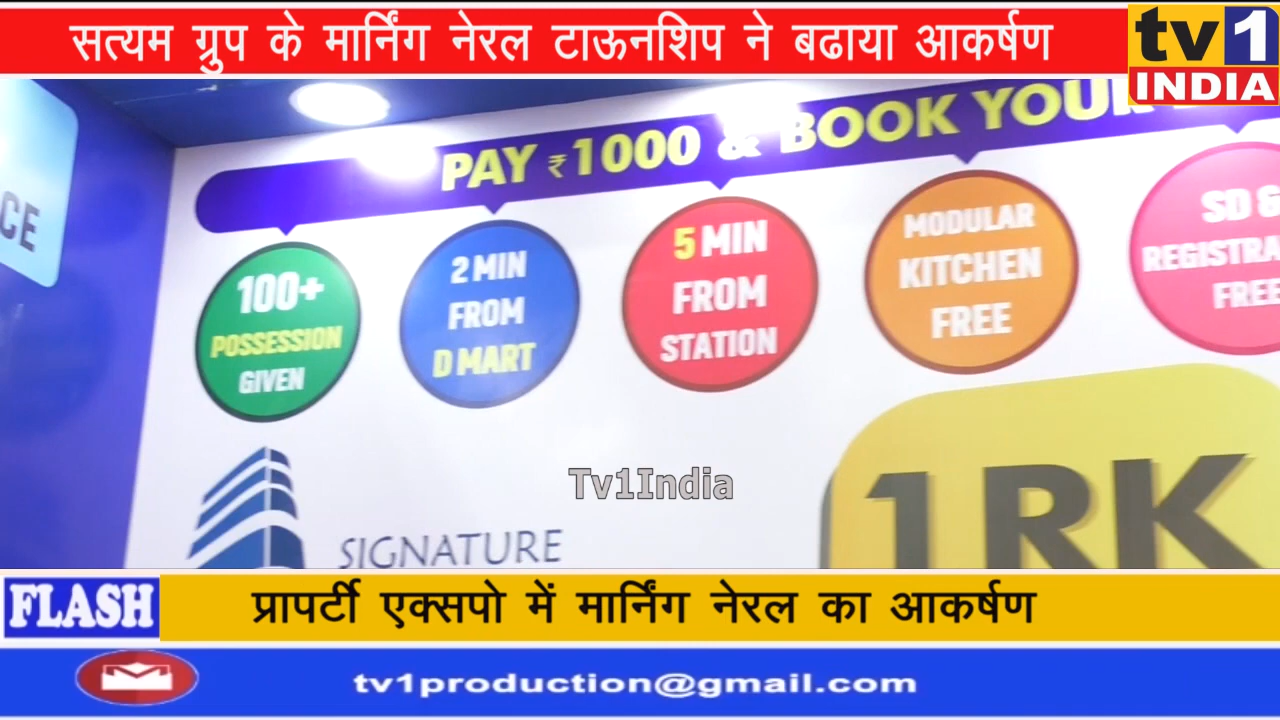 सत्यम ग्रुप के मार्निंग नेरल टाऊनशिप ने बढाया आकर्षण
tv1
INDIA
PAY ₹1000 & BOOK YOUR
CE
100+
POSSESSION
GIVEN
2 MIN
FROM
D MART
5 MIN
FROM
STATION
MODULAR
KITCHEN
FREE
SD &
FREE
Tv1India
SIGNATURE
1 RK
FLASH
प्रापर्टी एक्सपो में मार्निंग नेरल का आकर्षण
tv1production@gmail.com